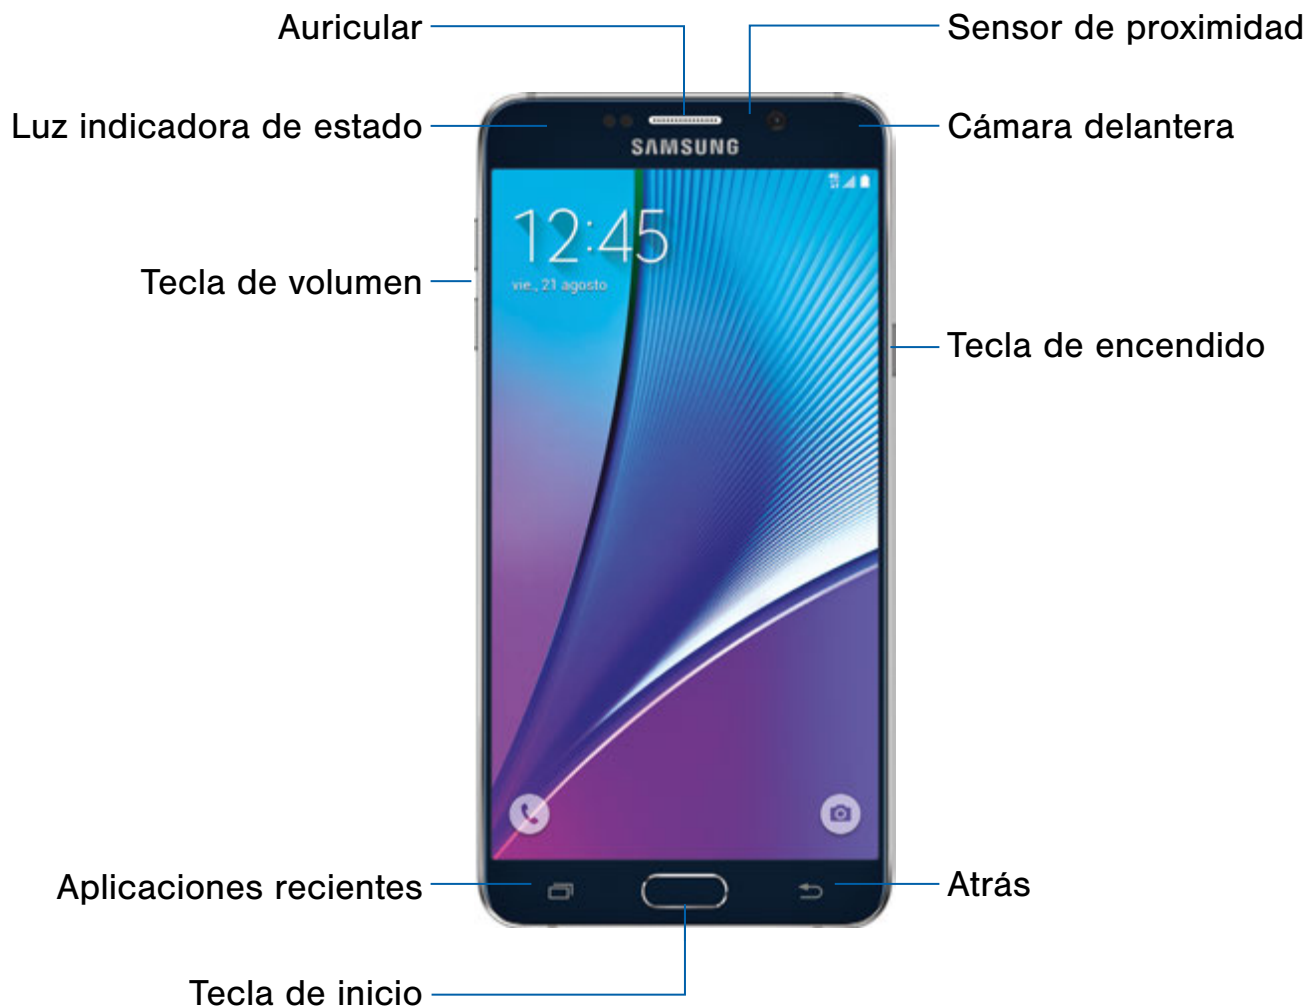 Auricular
Sensor de proximidad
Luz indicadora de estado
Cámara delantera
SAMSUNG
12:45
vie., 21 agosto
Tecla de volumen
Tecla de encendido
Aplicaciones recientes
Atrás
Tecla de inicio